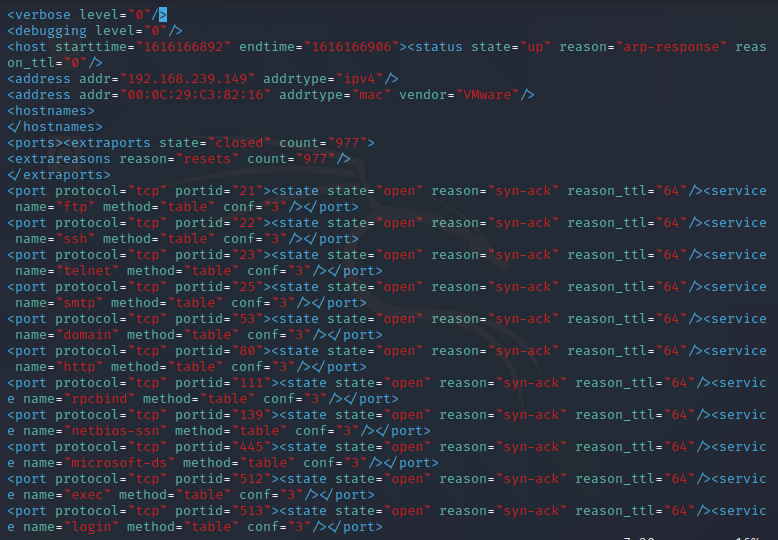 <verbose level="0"/>
<debugging level="0"/>
<host starttime="1616166892" endtime="1616166906"><status state="up" reason="arp-response" reas
on_ttl="0"/>
<address addr="192.168.239.149" addrtype="ipv4"/>
<address addr="00:0C:29:C3:82:16" addrtype="mac" vendor="VMware"/>
<hostnames>
</hostnames>
<ports><extraports state="closed" count="977">
<extrareasons reason="resets" count="977"/>
</extraports>
<port protocol="tcp" portid="21"><state state="open" reason="syn-ack" reason_ttl="64"/><service
name="ftp" method="table" conf="3"/></port>
<port protocol="tcp" portid="22"><state state="open" reason="syn-ack" reason_ttl="64"/><service
name="ssh" method="table" conf="3"/></port>
<port protocol="tcp" portid="23"><state state="open" reason="syn-ack" reason_ttl="64"/><service
name="telnet" method="table" conf="3"/></port>
<port protocol="tcp" portid="25"><state state="open" reason="syn-ack" reason_ttl="64"/><service
name="smtp" method="table" conf="3"/></port>
<port protocol="tcp" portid="53"><state state="open" reason="syn-ack" reason_ttl="64"/><service
name="domain" method="table" conf="3"/></port>
<port protocol="tcp" portid="80"><state state="open" reason="syn-ack" reason_ttl="64"/><service
name="http" method="table" conf="3"/></port>
<port protocol="tcp" portid="111"><state state="open" reason="syn-ack" reason_ttl="64"/><servic
e name="rpcbind" method="table" conf="3"/></port>
<port protocol="tcp" portid="139"><state state="open" reason="syn-ack" reason_ttl="64"/><servic
e name="netbios-ssn" method="table" conf="3"/></port>
<port protocol="tcp" portid="445"><state state="open" reason="syn-ack" reason_ttl="64"/><servic
e name="microsoft-ds" method="table" conf="3"/></port>
<port protocol="tcp" portid="512"><state state="open" reason="syn-ack" reason_ttl="64"/><servic
e name="exec" method="table" conf="3"/></port>
<port protocol="tcp" portid="513"><state state="open" reason="syn-ack" reason_ttl="64"/><servic
e name="login" method="table" conf="3"/></port>